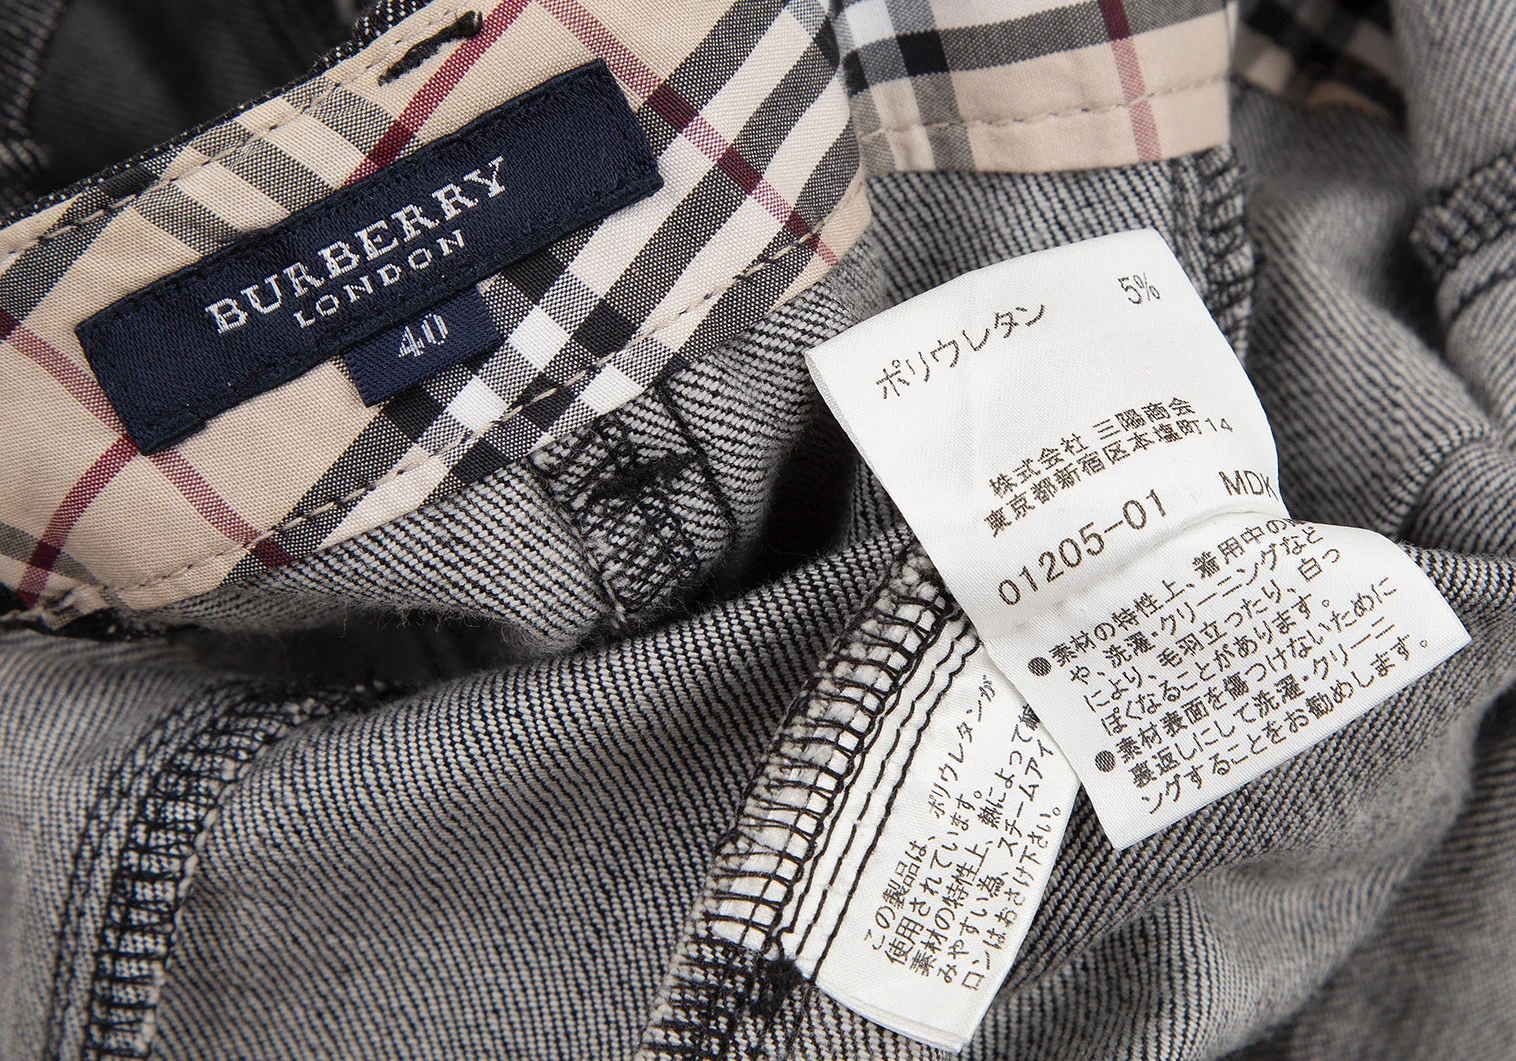 BURBERRY
LONDON
40
ポリウレタン 5%
株式会社 三陽商会
東京都新宿区本塩町14
01205-01 MDK
●素材の特性上、着用中の
や、洗濯・クリーニングなど
により、毛羽立ったり、白っ
ぽくなることがあります。
●素材表面を傷つけないために
裏返しにして洗濯・クリーニ
ングすることをお勧めします。
この製品は、ポリウレタンが
使用されています。
素材の特性上、熱によって
みやすい為、スチームアイ
ロンはおさけ下さい。